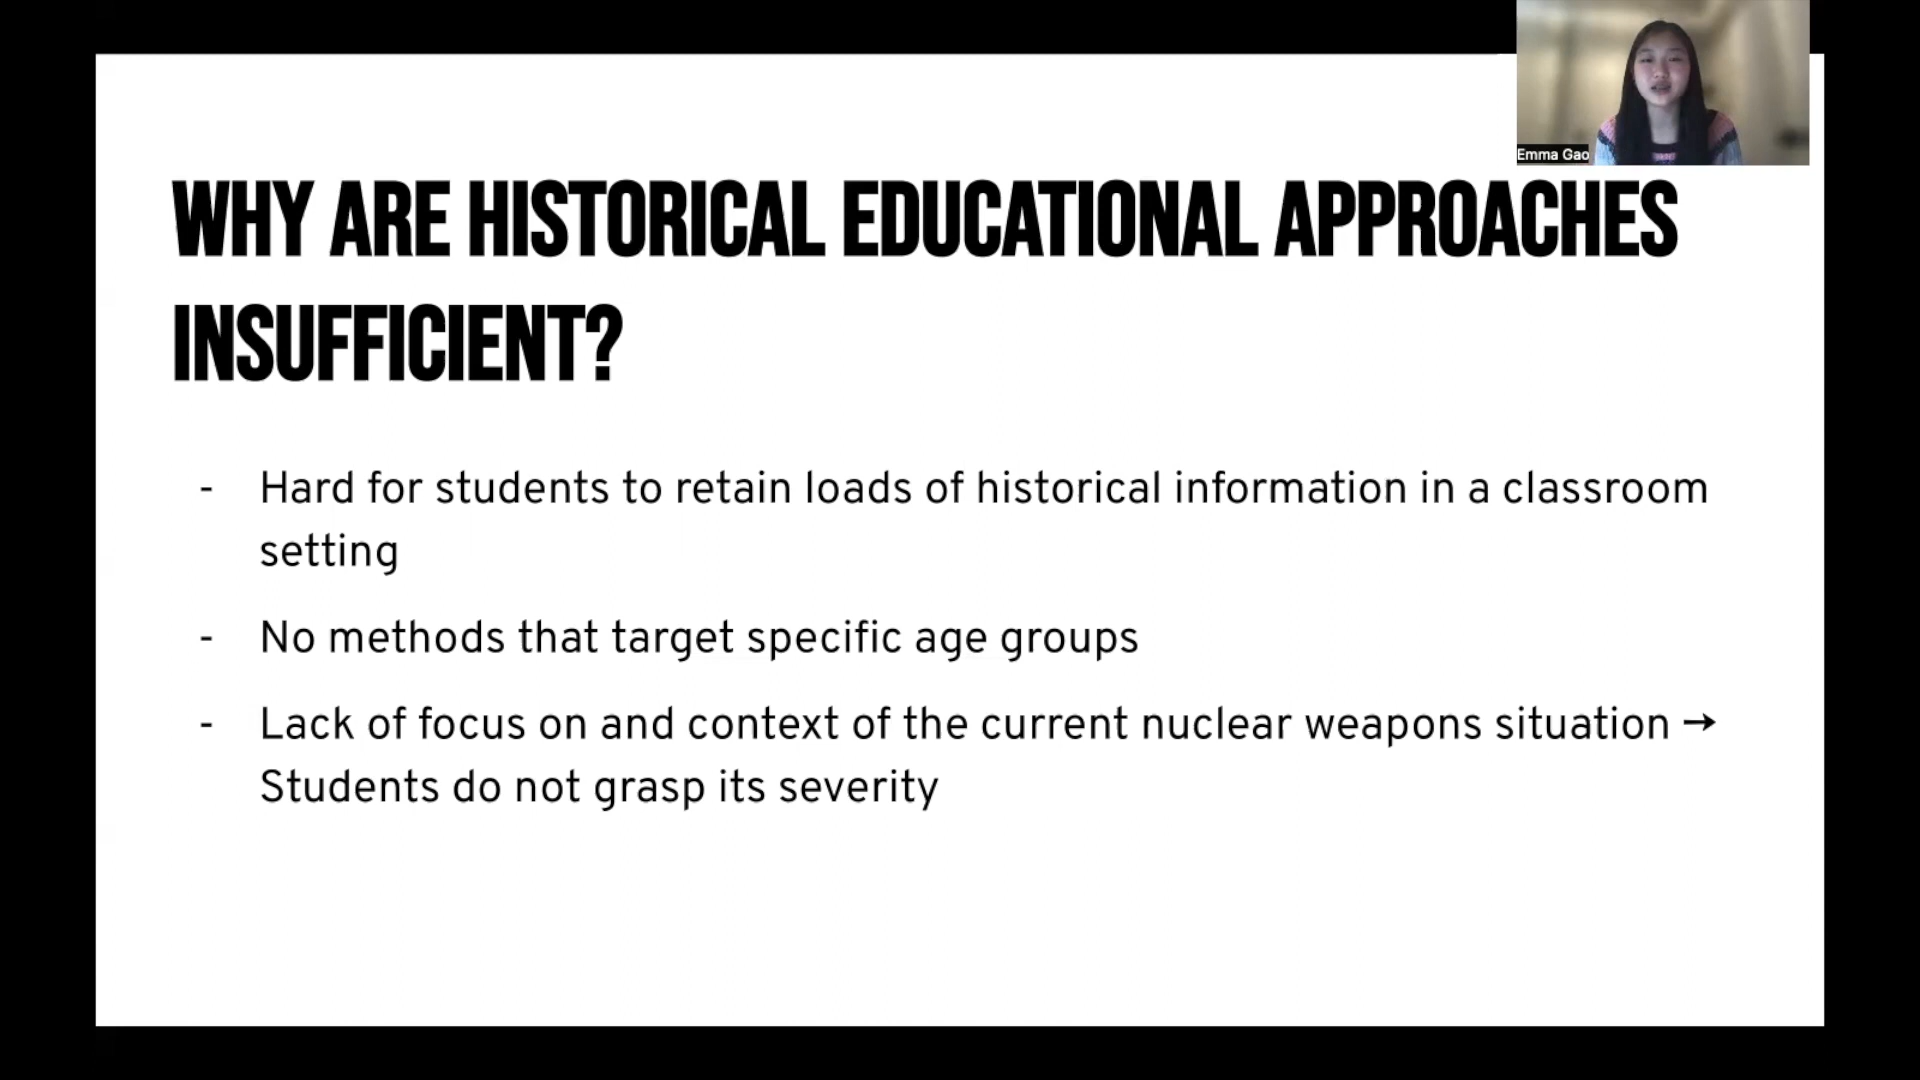 Emma Gao
WHY ARE HISTORICAL EDUCATIONAL APPROACHES
INSUFFICIENT?
- Hard for students to retain loads of historical information in a classroom
setting
- No methods that target specific age groups
- Lack of focus on and context of the current nuclear weapons situation →
Students do not grasp its severity